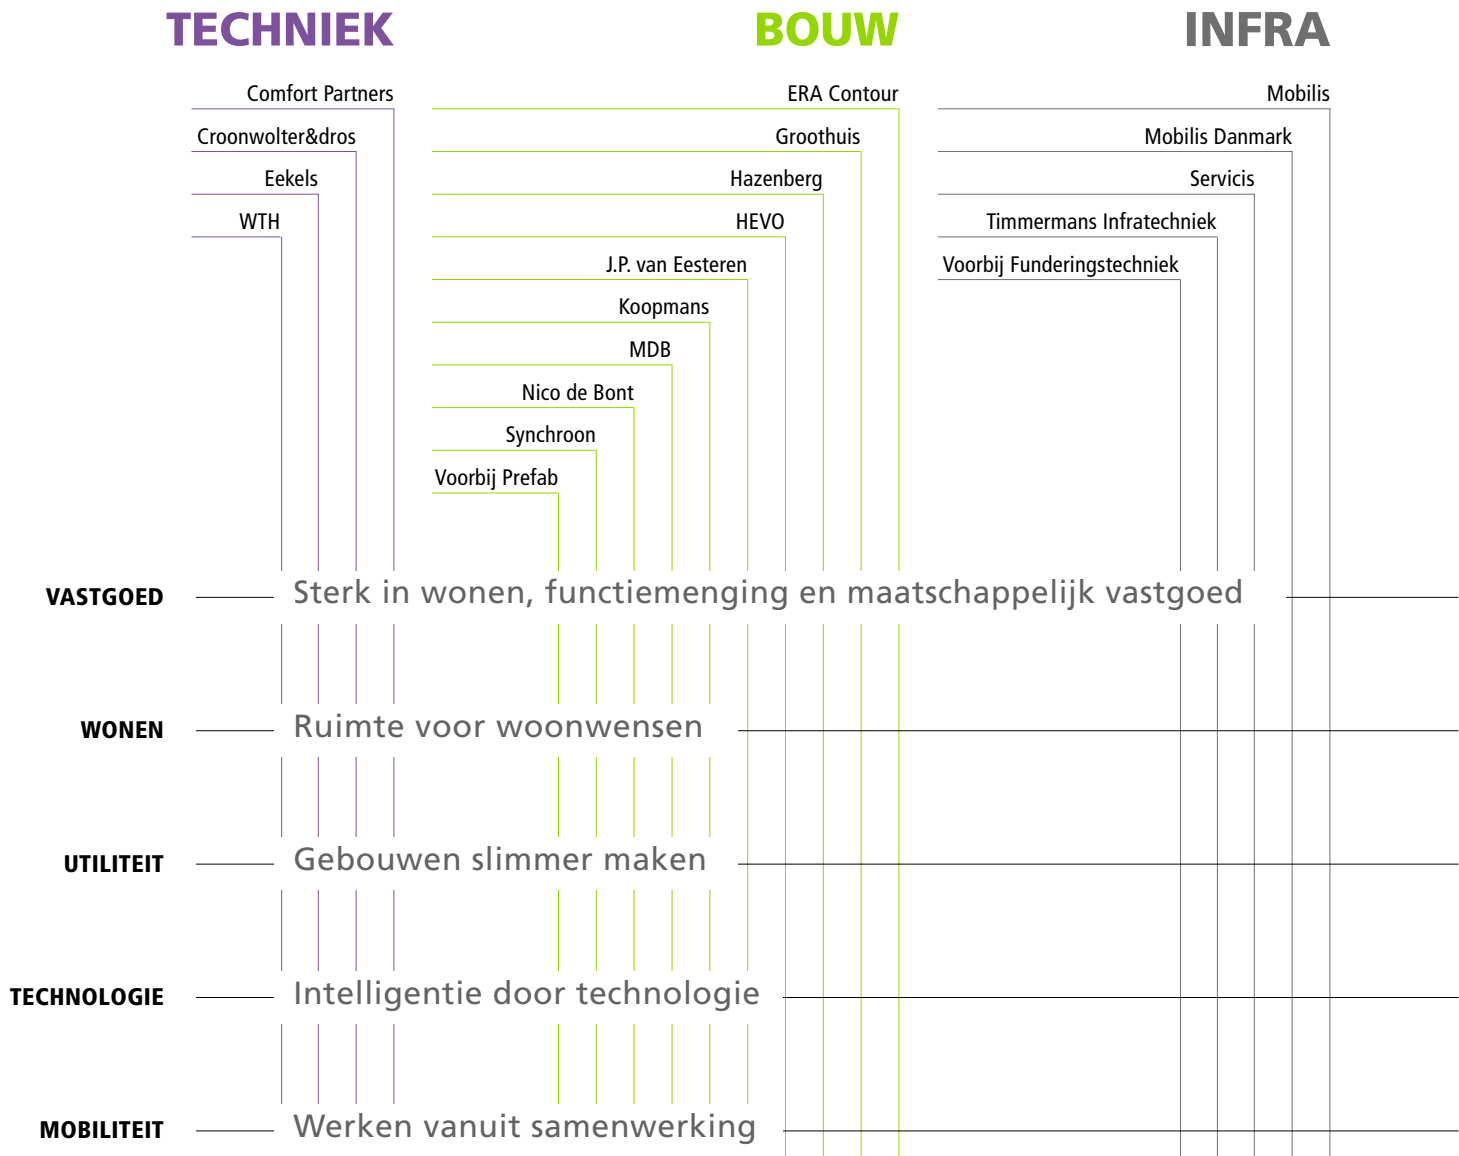 TECHNIEK
Comfort Partners
Croonwolter&dros
Eekels
WTH
BOUW
ERA Contour
Groothuis
Hazenberg
HEVO
J.P. van Eesteren
Koopmans
MDB
Nico de Bont
Synchroon
Voorbij Prefab
INFRA
Mobilis
Mobilis Danmark
Servicis
Timmermans Infratechniek
Voorbij Funderingstechniek
VASTGOED
Sterk in wonen, functiemenging en maatschappelijk vastgoed
WONEN
Ruimte voor woonwensen
UTILITEIT
Gebouwen slimmer maken
TECHNOLOGIE
Intelligentie door technologie
MOBILITEIT
Werken vanuit samenwerking